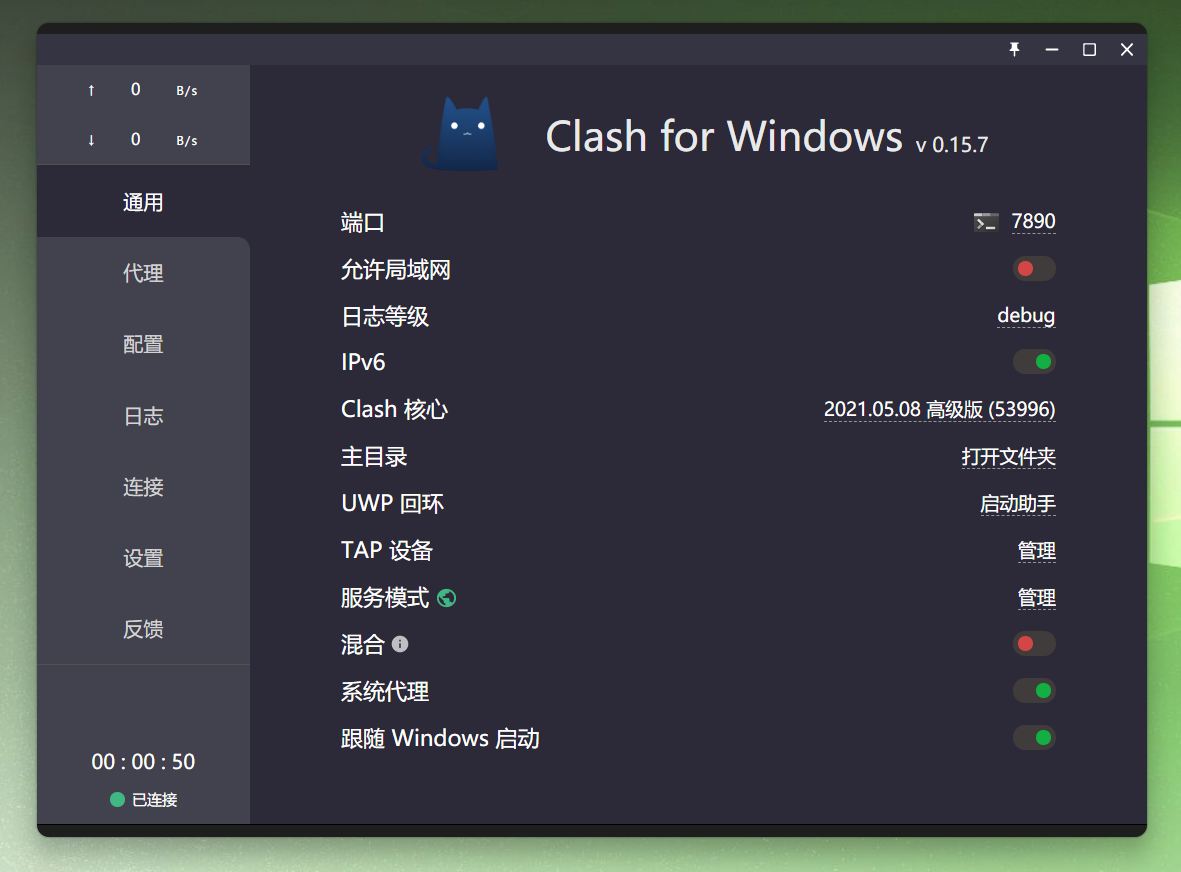 ↑ 0 B/s
↓ 0 B/s
通用
代理
配置
日志
连接
设置
反馈
00 : 00 : 50
已连接
Clash for Windows v 0.15.7
端口 7890
允许局域网
日志等级 debug
IPv6
Clash 核心 2021.05.08 高级版 (53996)
主目录 打开文件夹
UWP 回环 启动助手
TAP 设备 管理
服务模式 管理
混合
系统代理
跟随 Windows 启动